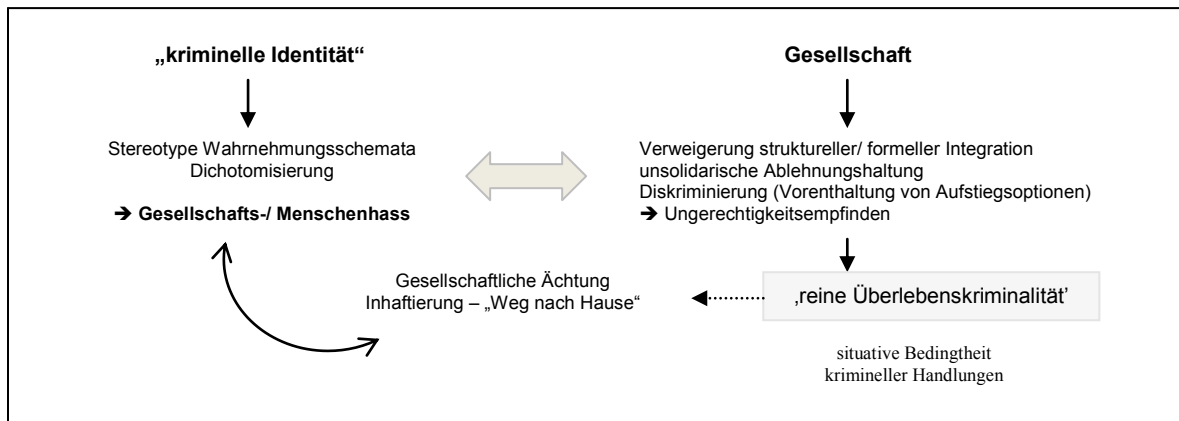 „kriminelle Identität“
Stereotype Wahrnehmungsschemata
Dichotomisierung
➔ Gesellschafts-/ Menschenhass
Gesellschaft
Verweigerung struktureller/ formeller Integration
unsolidarische Ablehnungshaltung
Diskriminierung (Vorenthaltung von Aufstiegsoptionen)
➔ Ungerechtigkeitsempfinden
Gesellschaftliche Ächtung
Inhaftierung – „Weg nach Hause“
‚reine Überlebenskriminalität’
situative Bedingtheit
krimineller Handlungen